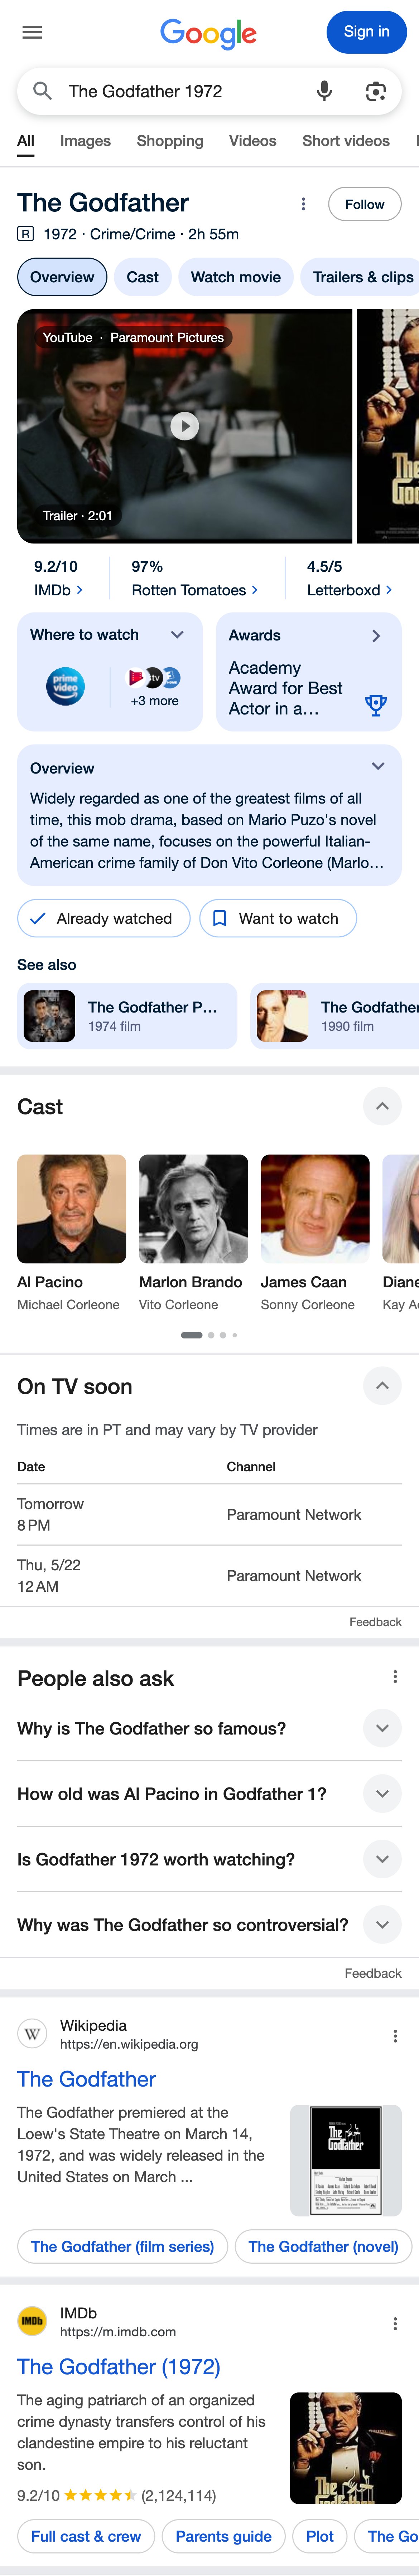 Google
Sign in
The Godfather 1972
All Images Shopping Videos Short videos
The Godfather
Follow
R 1972 · Crime/Crime · 2h 55m
Overview Cast Watch movie Trailers & clips
YouTube · Paramount Pictures
Trailer · 2:01
9.2/10 97% 4.5/5
IMDb Rotten Tomatoes Letterboxd
Where to watch
prime video
tv
+3 more
Awards
Academy
Award for Best
Actor in a…
Overview
Widely regarded as one of the greatest films of all
time, this mob drama, based on Mario Puzo's novel
of the same name, focuses on the powerful Italian-
American crime family of Don Vito Corleone (Marlo…
Already watched Want to watch
See also
The Godfather P…
1974 film
The Godfather
1990 film
Cast
Al Pacino Marlon Brando James Caan Diane
Michael Corleone Vito Corleone Sonny Corleone Kay A
On TV soon
Times are in PT and may vary by TV provider
Date Channel
Tomorrow
8 PM
Paramount Network
Thu, 5/22
12 AM
Paramount Network
Feedback
People also ask
Why is The Godfather so famous?
How old was Al Pacino in Godfather 1?
Is Godfather 1972 worth watching?
Why was The Godfather so controversial?
Feedback
W
Wikipedia
https://en.wikipedia.org
The Godfather
The Godfather premiered at the
Loew's State Theatre on March 14,
1972, and was widely released in the
United States on March ...
The Godfather
The Godfather (film series) The Godfather (novel)
IMDb
IMDb
https://m.imdb.com
The Godfather (1972)
The aging patriarch of an organized
crime dynasty transfers control of his
clandestine empire to his reluctant
son.
The
9.2/10 ★★★★★ (2,124,114)
Full cast & crew Parents guide Plot The Go